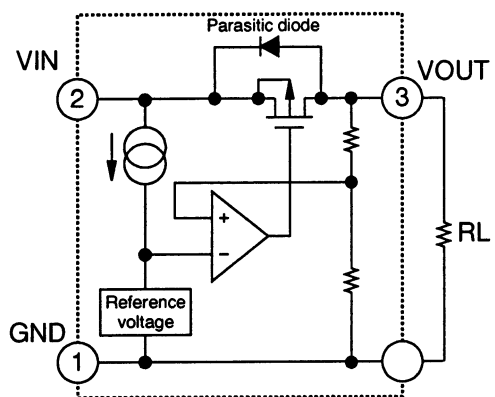 Parasitic diode
VIN
VOUT
2
3
+
-
RL
Reference
voltage
GND
1